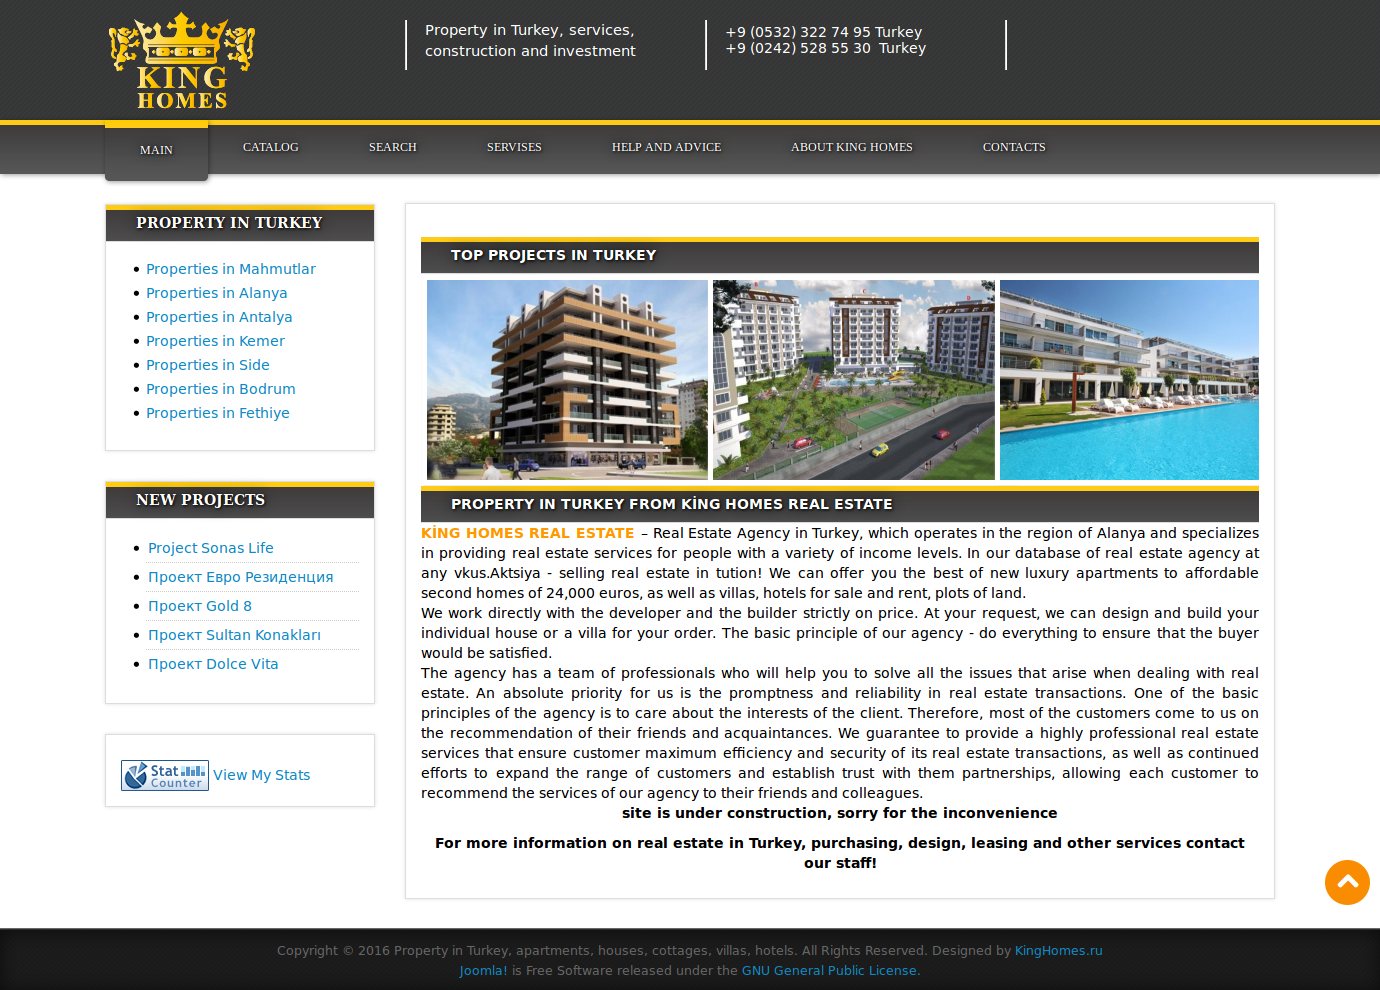 KING
HOMES
Property in Turkey, services,
construction and investment
+9 (0532) 322 74 95 Turkey
+9 (0242) 528 55 30 Turkey
MAIN
CATALOG
SEARCH
SERVISES
HELP AND ADVICE
ABOUT KING HOMES
CONTACTS
PROPERTY IN TURKEY
Properties in Mahmutlar
Properties in Alanya
Properties in Antalya
Properties in Kemer
Properties in Side
Properties in Bodrum
Properties in Fethiye
NEW PROJECTS
Project Sonas Life
Проект Евро Резиденция
Проект Gold 8
Проект Sultan Konakları
Проект Dolce Vita
Stat
Counter
View My Stats
TOP PROJECTS IN TURKEY
PROPERTY IN TURKEY FROM KİNG HOMES REAL ESTATE
KİNG HOMES REAL ESTATE – Real Estate Agency in Turkey, which operates in the region of Alanya and specializes
in providing real estate services for people with a variety of income levels. In our database of real estate agency at
any vkus.Aktsiya - selling real estate in tution! We can offer you the best of new luxury apartments to affordable
second homes of 24,000 euros, as well as villas, hotels for sale and rent, plots of land.
We work directly with the developer and the builder strictly on price. At your request, we can design and build your
individual house or a villa for your order. The basic principle of our agency - do everything to ensure that the buyer
would be satisfied.
The agency has a team of professionals who will help you to solve all the issues that arise when dealing with real
estate. An absolute priority for us is the promptness and reliability in real estate transactions. One of the basic
principles of the agency is to care about the interests of the client. Therefore, most of the customers come to us on
the recommendation of their friends and acquaintances. We guarantee to provide a highly professional real estate
services that ensure customer maximum efficiency and security of its real estate transactions, as well as continued
efforts to expand the range of customers and establish trust with them partnerships, allowing each customer to
recommend the services of our agency to their friends and colleagues.
site is under construction, sorry for the inconvenience
For more information on real estate in Turkey, purchasing, design, leasing and other services contact
our staff!
Copyright © 2016 Property in Turkey, apartments, houses, cottages, villas, hotels. All Rights Reserved. Designed by KingHomes.ru
Joomla! is Free Software released under the GNU General Public License.